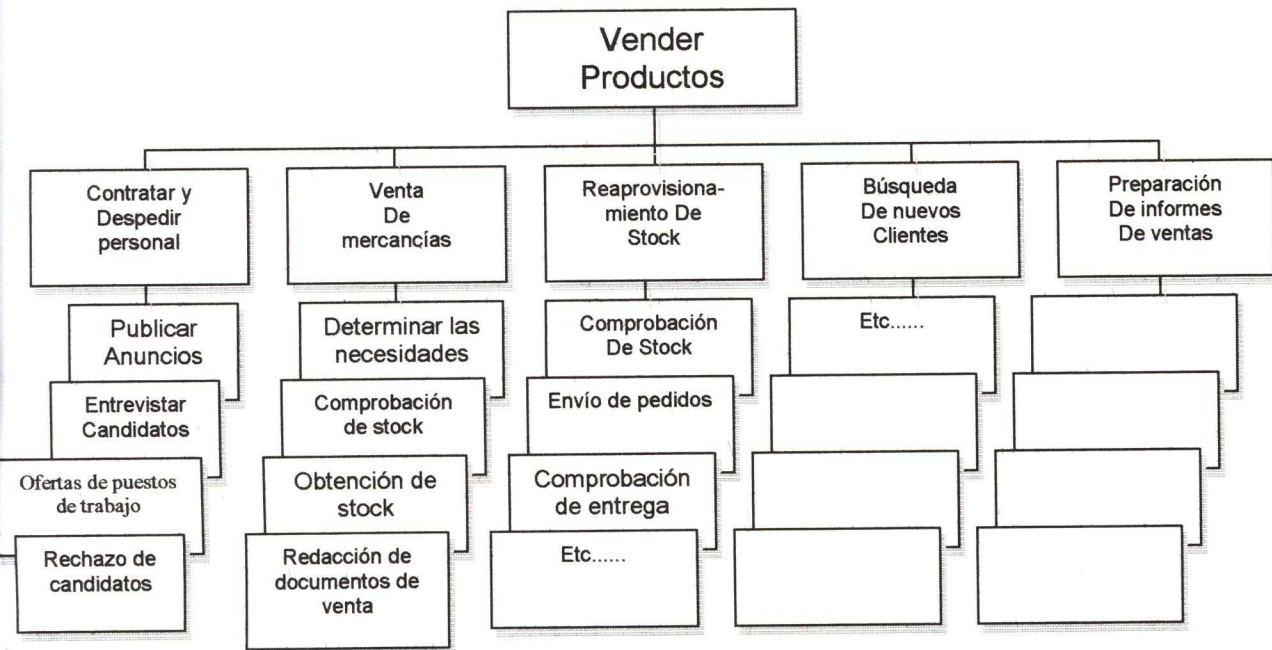 Vender
Productos
Contratar y
Despedir
personal
Venta
De
mercancías
Reaprovisiona-
miento De
Stock
Búsqueda
De nuevos
Clientes
Preparación
De informes
De ventas
Publicar
Anuncios
Entrevistar
Candidatos
Ofertas de puestos
de trabajo
Rechazo de
candidatos
Determinar las
necesidades
Comprobación
de stock
Obtención de
stock
Redacción de
documentos de
venta
Comprobación
De Stock
Envío de pedidos
Comprobación
de entrega
Etc......
Etc......